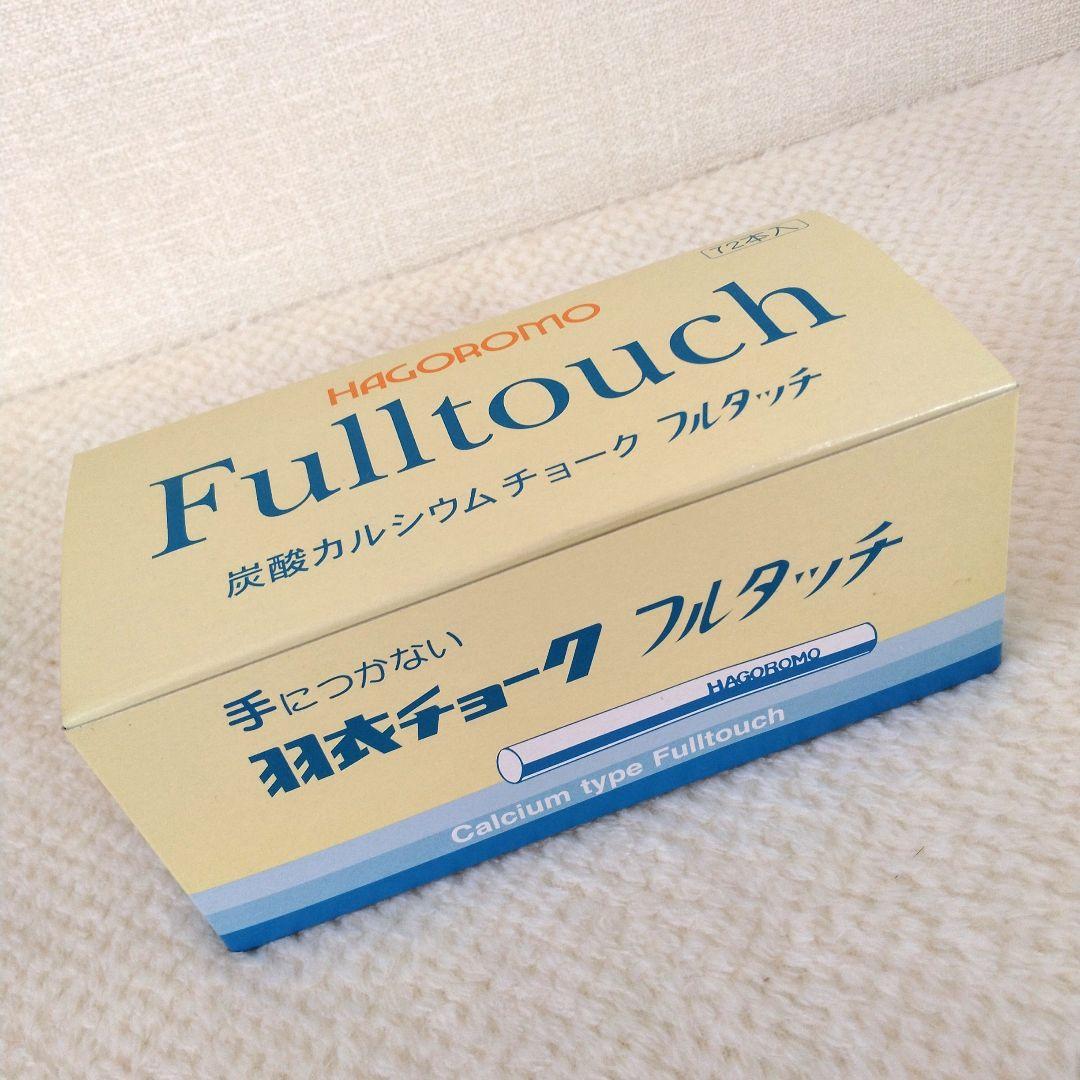 72本入
HAGOROMO
Fulltouch
炭酸カルシウムチョーク フルタッチ
手につかない
羽衣チョーク フルタッチ
HAGOROMO
Calcium type Fulltouch